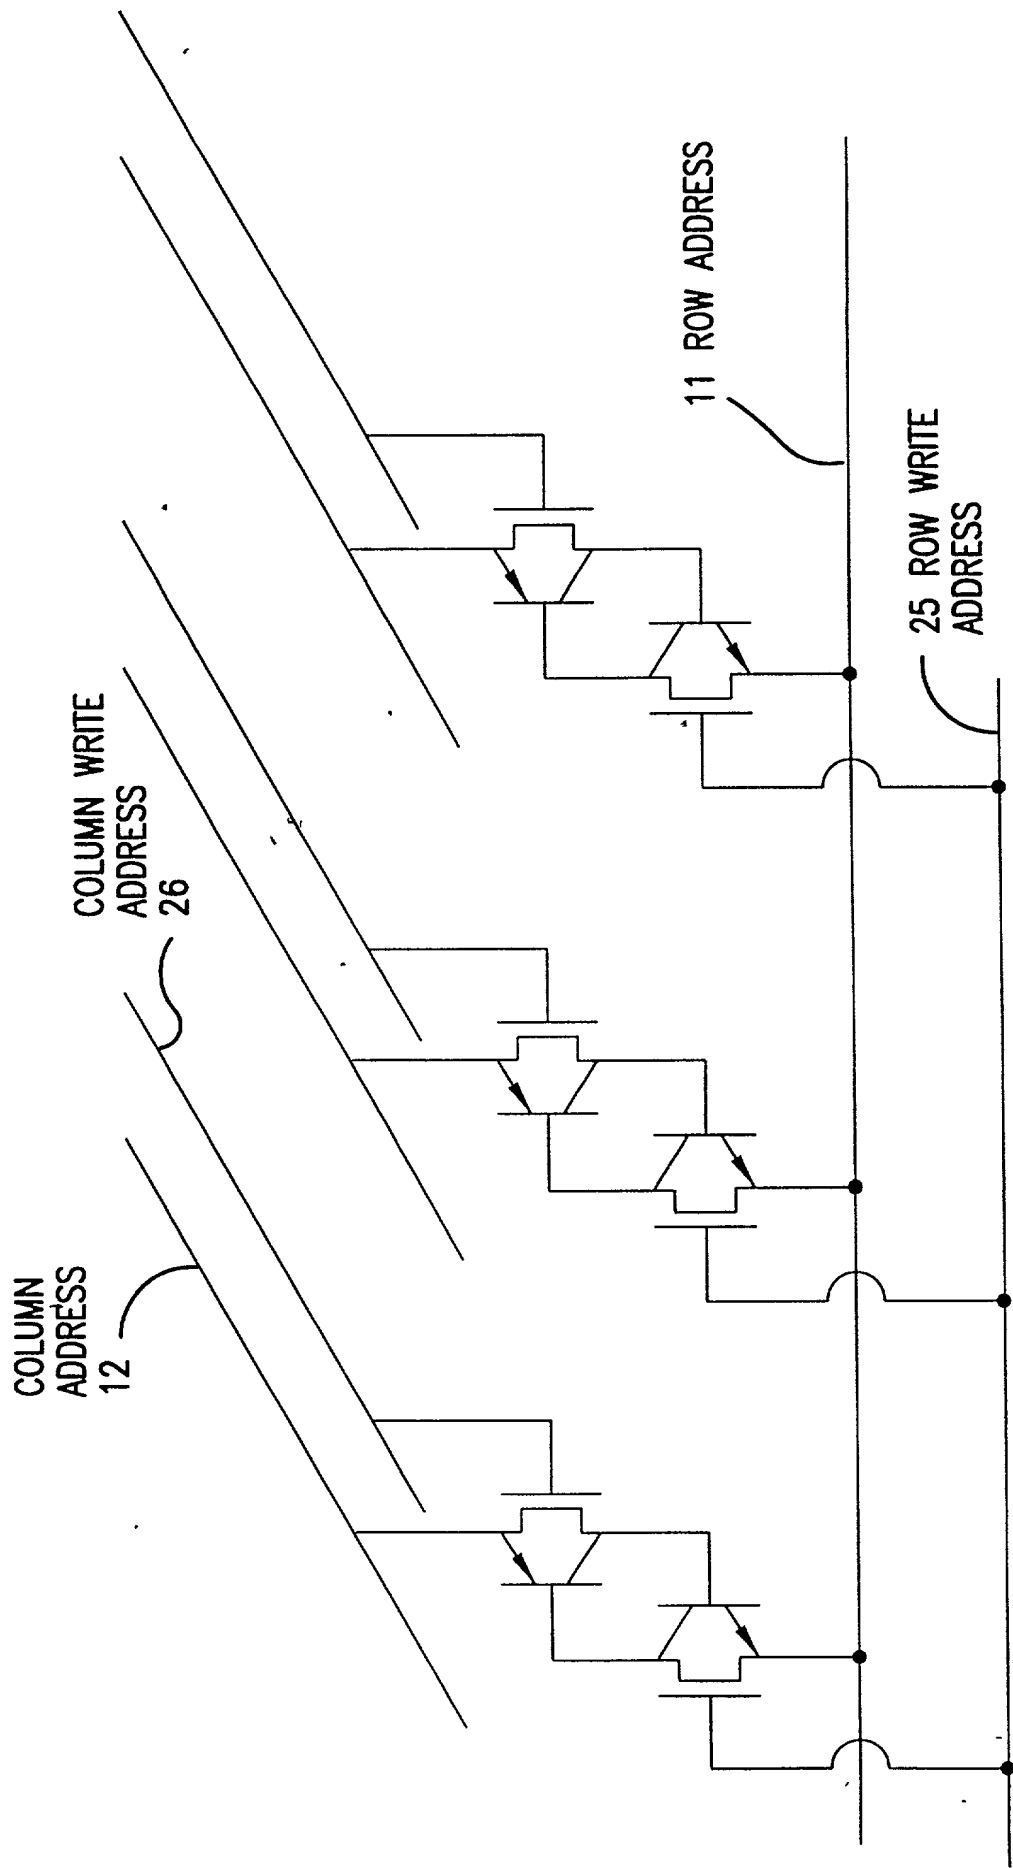 COLUMN
ADDRESS
12
COLUMN WRITE
ADDRESS
26
11 ROW ADDRESS
25 ROW WRITE
ADDRESS